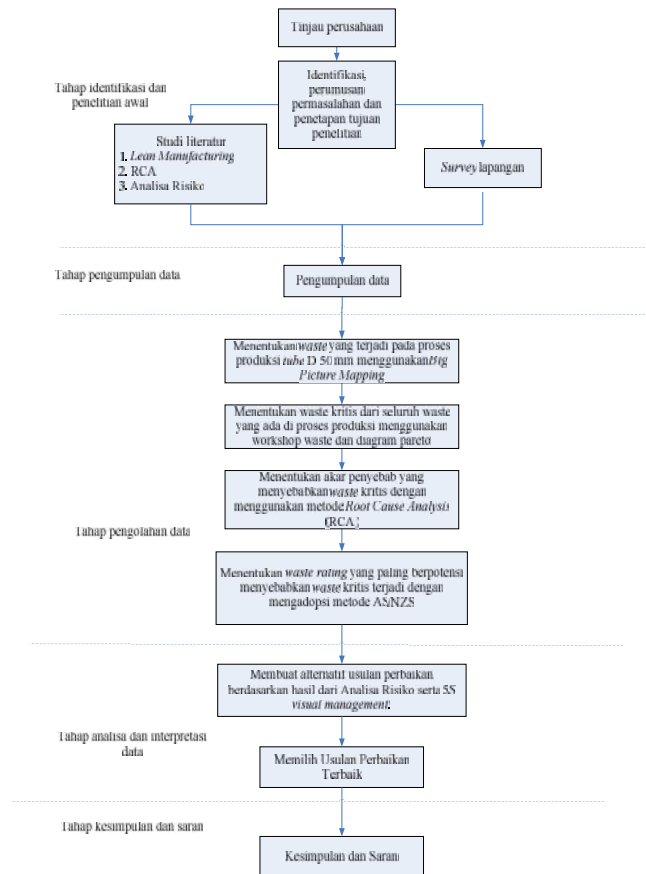 Tinjau perusahaan
Identifikasi,
perumusan
permasalahan dan
penetapan tujuan
penelitian
Tahap identifikasi dan
penelitian awal
Studi literatur
1. Lean Manufacturing
2. RCA
3. Analisa Risiko
Survey lapangan
Tahap pengumpulan data
Pengumpulan data
Menentukan waste yang terjadi pada proses
produksi tube D 50 mm menggunakan Big
Picture Mapping
Menentukan waste kritis dari seluruh waste
yang ada di proses produksi menggunakan
workshop waste dan diagram pareto
Menentukan akar penyebab yang
menyebabkan waste kritis dengan
menggunakan metode Root Cause Analysis
(RCA)
Tahap pengolahan data
Menentukan waste rating yang paling berpotensi
menyebabkan waste kritis terjadi dengan
mengadopsi metode AS/NZS
Membuat alternatif usulan perbaikan
berdasarkan hasil dari Analisa Risiko serta 5S
visual management.
Tahap analisa dan interpretasi
data
Memilih Usulan Perbaikan
Terbaik
Tahap kesimpulan dan saran
Kesimpulan dan Saran